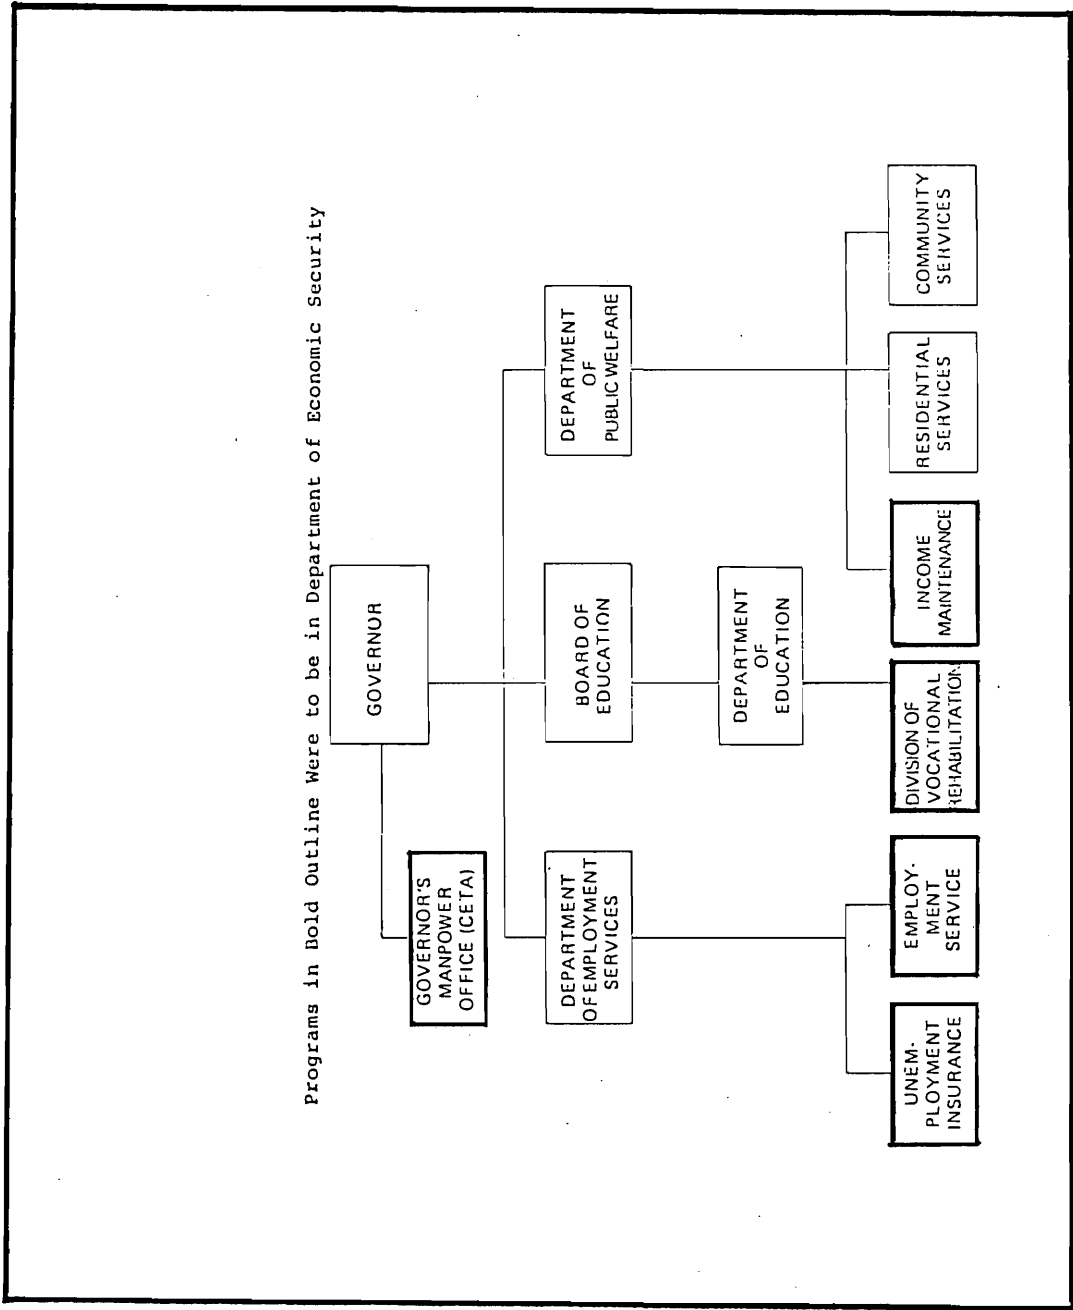 Programs in Bold Outline Were to be in Department of Economic Security
GOVERNOR
GOVERNOR'S
MANPOWER
OFFICE (CETA)
DEPARTMENT
OF EMPLOYMENT
SERVICES
BOARD OF
EDUCATION
DEPARTMENT
OF
PUBLIC WELFARE
DEPARTMENT
OF
EDUCATION
UNEM-
PLOYMENT
INSURANCE
EMPLOY-
MENT
SERVICE
DIVISION OF
VOCATIONAL
REHABILITATION
INCOME
MAINTENANCE
RESIDENTIAL
SERVICES
COMMUNITY
SERVICES